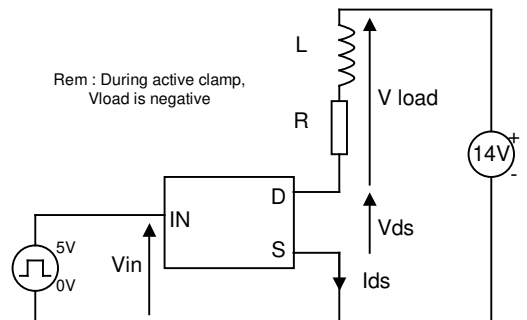 L
Rem : During active clamp,
Vload is negative
V load
R
14V
+
-
D
IN
Vds
S
5V
0V
Vin
Ids